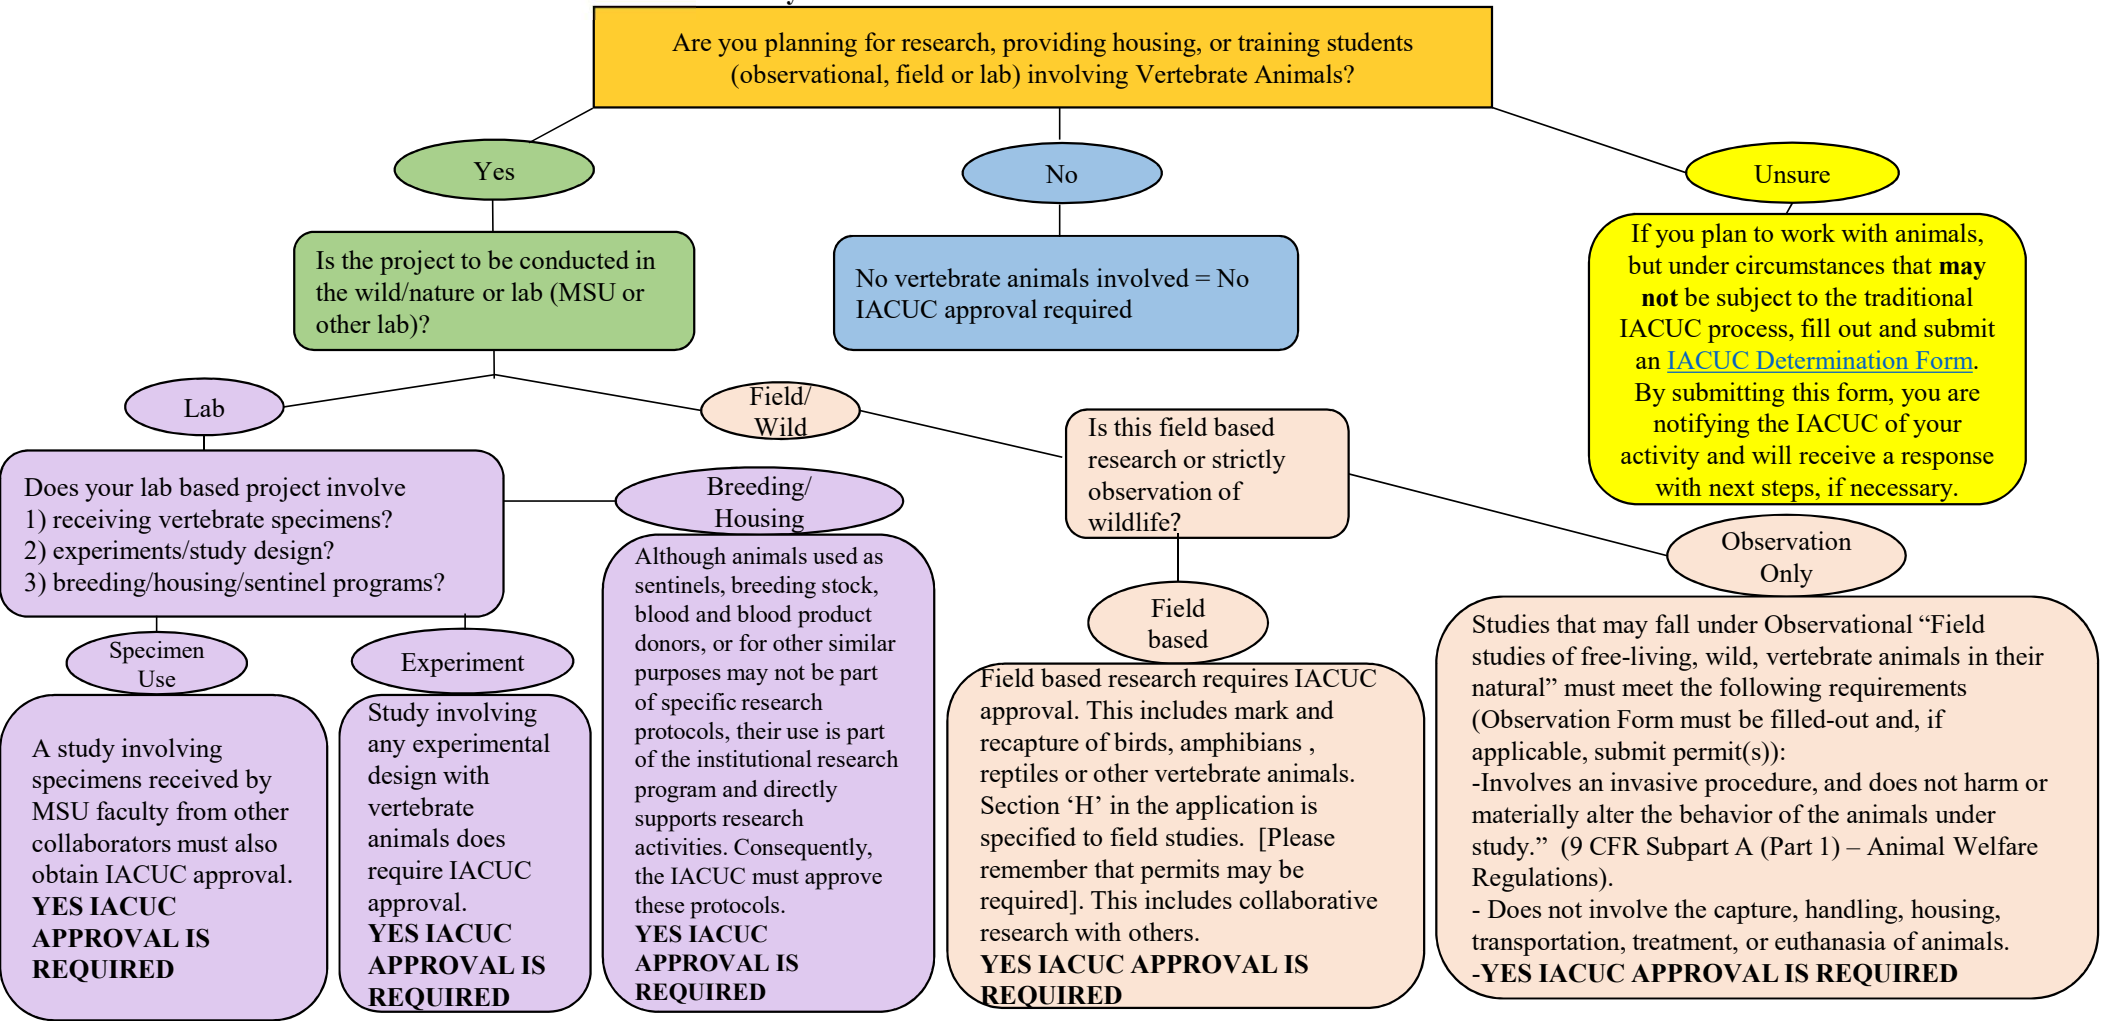 Are you planning for research, providing housing, or training students
(observational, field or lab) involving Vertebrate Animals?
Yes
No
Unsure
Is the project to be conducted in
the wild/nature or lab (MSU or
other lab)?
No vertebrate animals involved = No
IACUC approval required
If you plan to work with animals,
but under circumstances that may
not be subject to the traditional
IACUC process, fill out and submit
an IACUC Determination Form.
By submitting this form, you are
notifying the IACUC of your
activity and will receive a response
with next steps, if necessary.
Lab
Field/
Wild
Does your lab based project involve
1) receiving vertebrate specimens?
2) experiments/study design?
3) breeding/housing/sentinel programs?
Specimen
Use
A study involving
specimens received by
MSU faculty from other
collaborators must also
obtain IACUC approval.
YES IACUC
APPROVAL IS
REQUIRED
Experiment
Study involving
any experimental
design with
vertebrate
animals does
require IACUC
approval.
YES IACUC
APPROVAL IS
REQUIRED
Breeding/
Housing
Although animals used as
sentinels, breeding stock,
blood and blood product
donors, or for other similar
purposes may not be part
of specific research
protocols, their use is part
of the institutional research
program and directly
supports research
activities. Consequently,
the IACUC must approve
these protocols.
YES IACUC
APPROVAL IS
REQUIRED
Is this field based
research or strictly
observation of
wildlife?
Field
based
Field based research requires IACUC
approval. This includes mark and
recapture of birds, amphibians ,
reptiles or other vertebrate animals.
Section ‘H’ in the application is
specified to field studies.  [Please
remember that permits may be
required]. This includes collaborative
research with others.
YES IACUC APPROVAL IS
REQUIRED
Observation
Only
Studies that may fall under Observational “Field
studies of free-living, wild, vertebrate animals in their
natural” must meet the following requirements
(Observation Form must be filled-out and, if
applicable, submit permit(s)):
-Involves an invasive procedure, and does not harm or
materially alter the behavior of the animals under
study.”  (9 CFR Subpart A (Part 1) – Animal Welfare
Regulations).
- Does not involve the capture, handling, housing,
transportation, treatment, or euthanasia of animals.
-YES IACUC APPROVAL IS REQUIRED